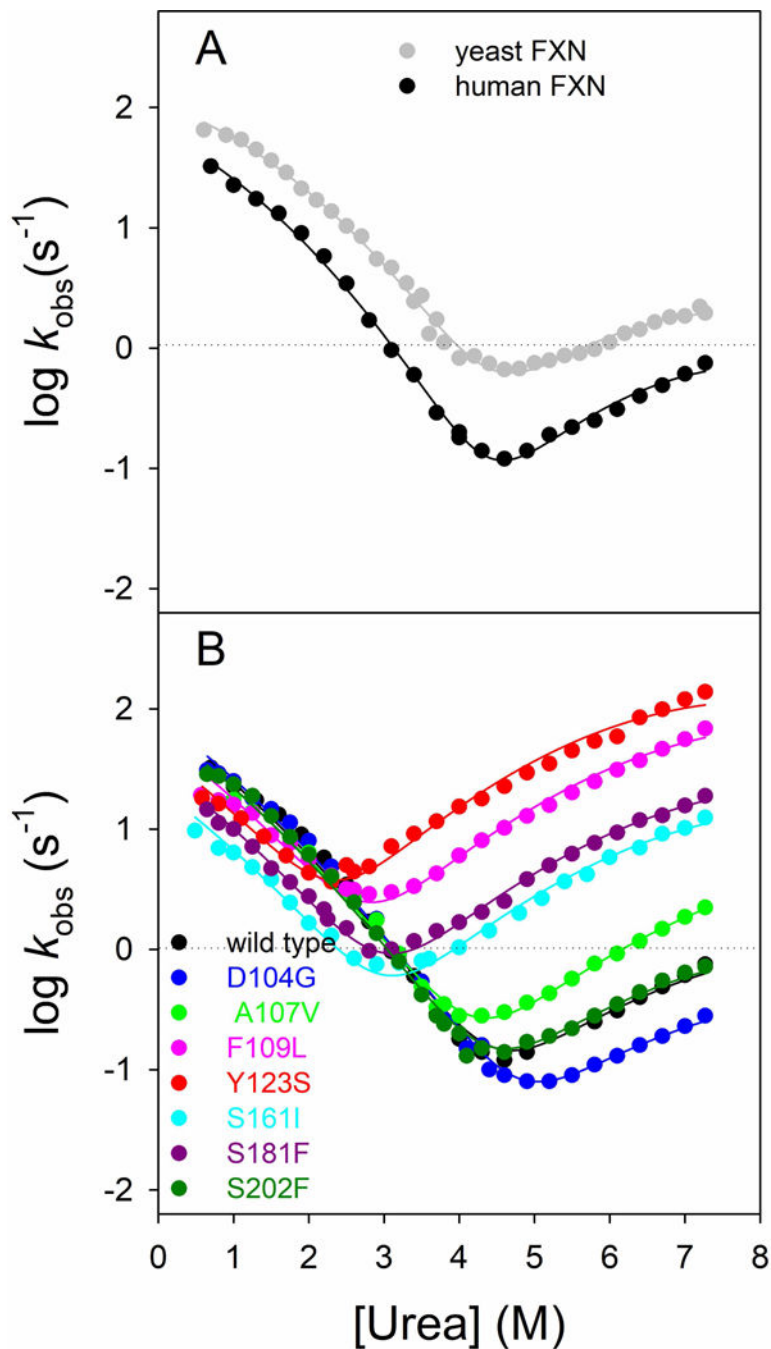 A
yeast FXN
human FXN
2
1
0
-1
-2
log kobs(s-1)
B
2
1
0
-1
-2
log kobs (s-1)
wild type
D104G
A107V
F109L
Y123S
S161I
S181F
S202F
0 1 2 3 4 5 6 7 8
[Urea] (M)